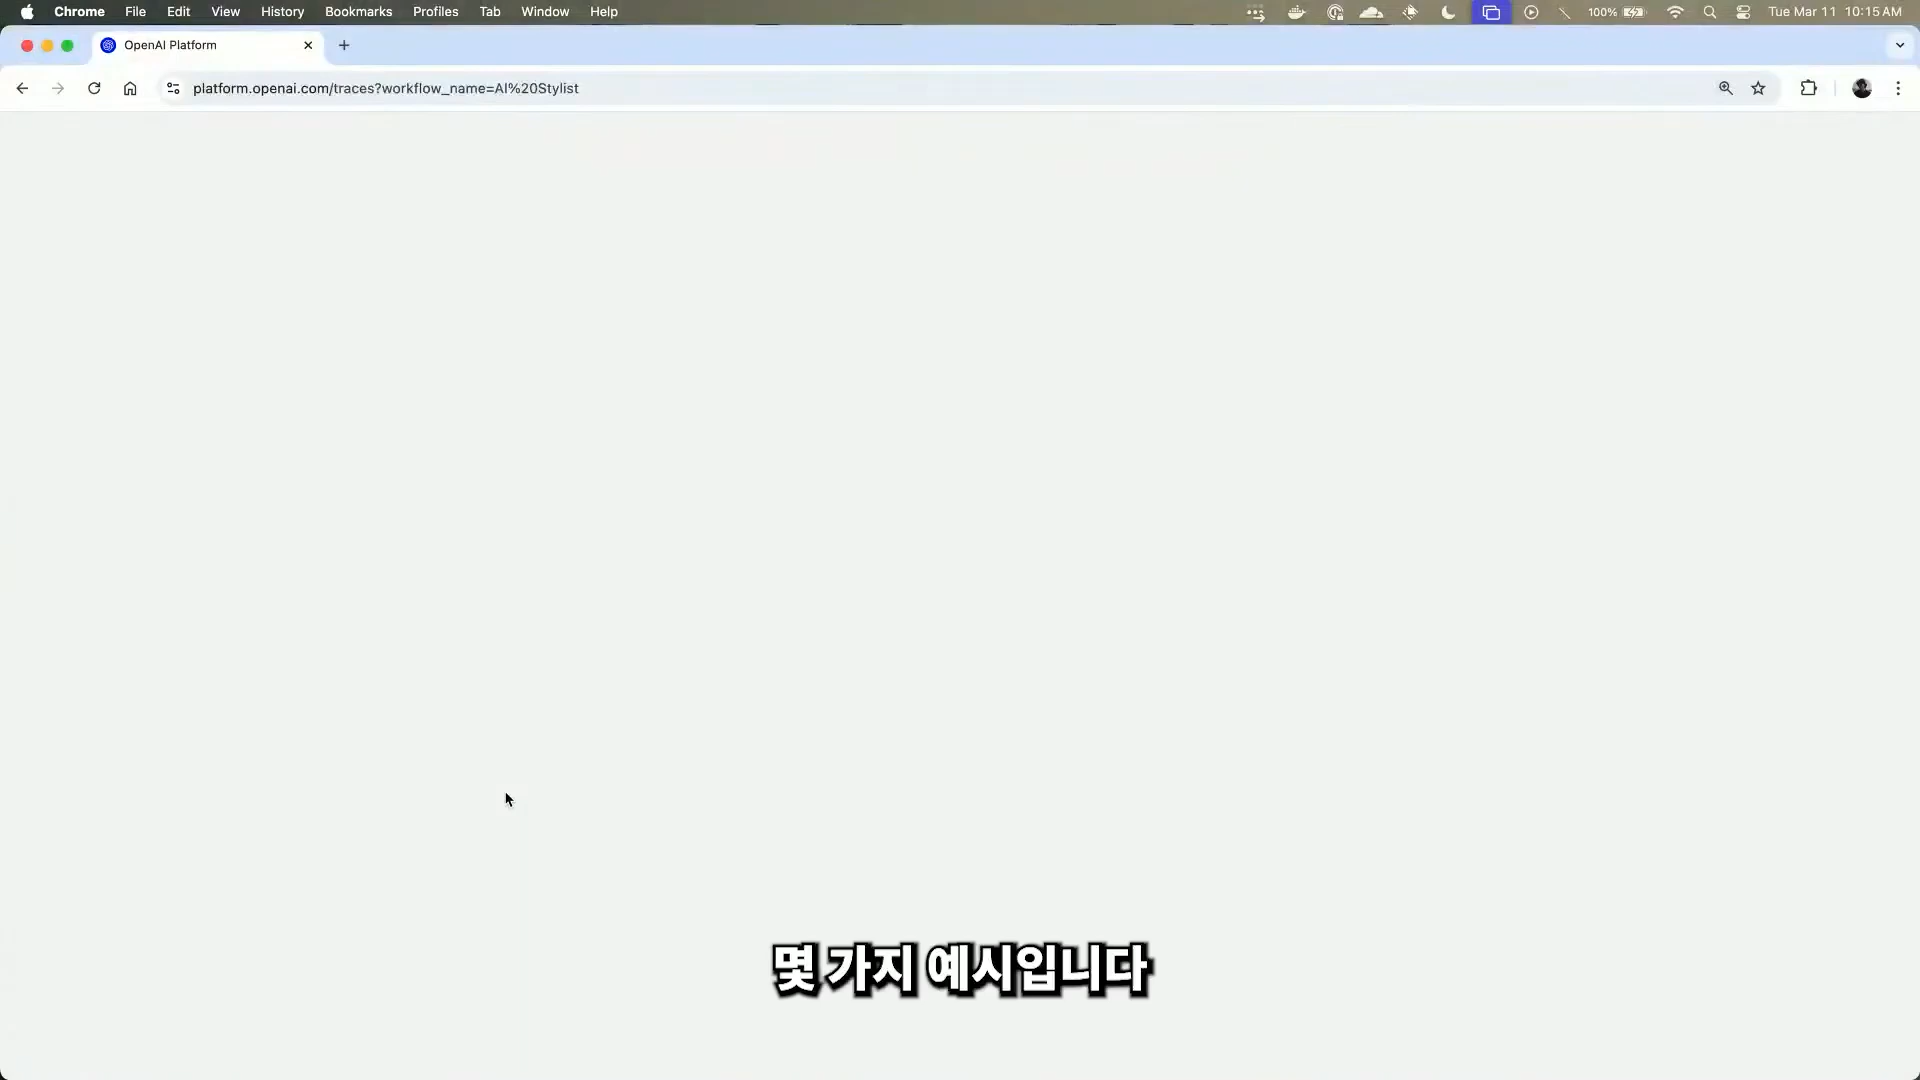 Chrome File Edit View History Bookmarks Profiles Tab Window Help 100% Tue Mar 11 10:15 AM
OpenAI Platform
platform.openai.com/traces?workflow_name=AI%20Stylist
몇 가지 예시입니다